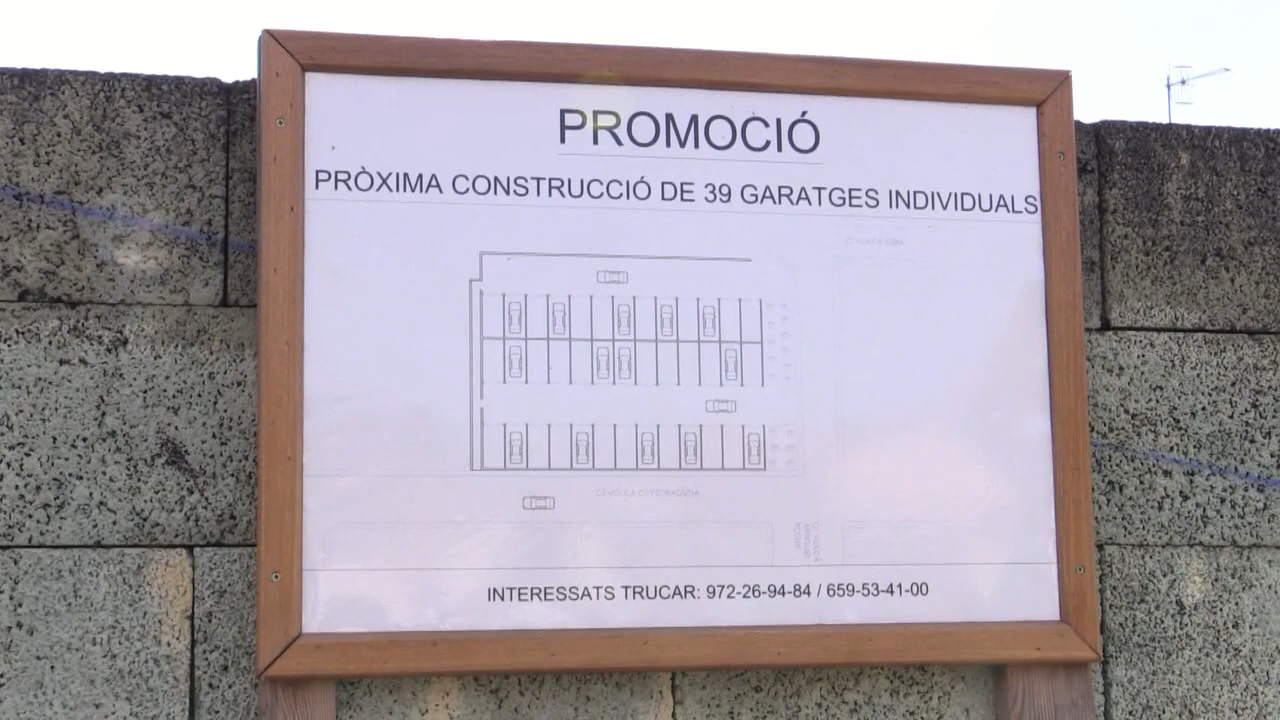 PROMOCIÓ
PRÒXIMA CONSTRUCCIÓ DE 39 GARATGES INDIVIDUALS
INTERESSATS TRUCAR: 972-26-94-84 / 659-53-41-00